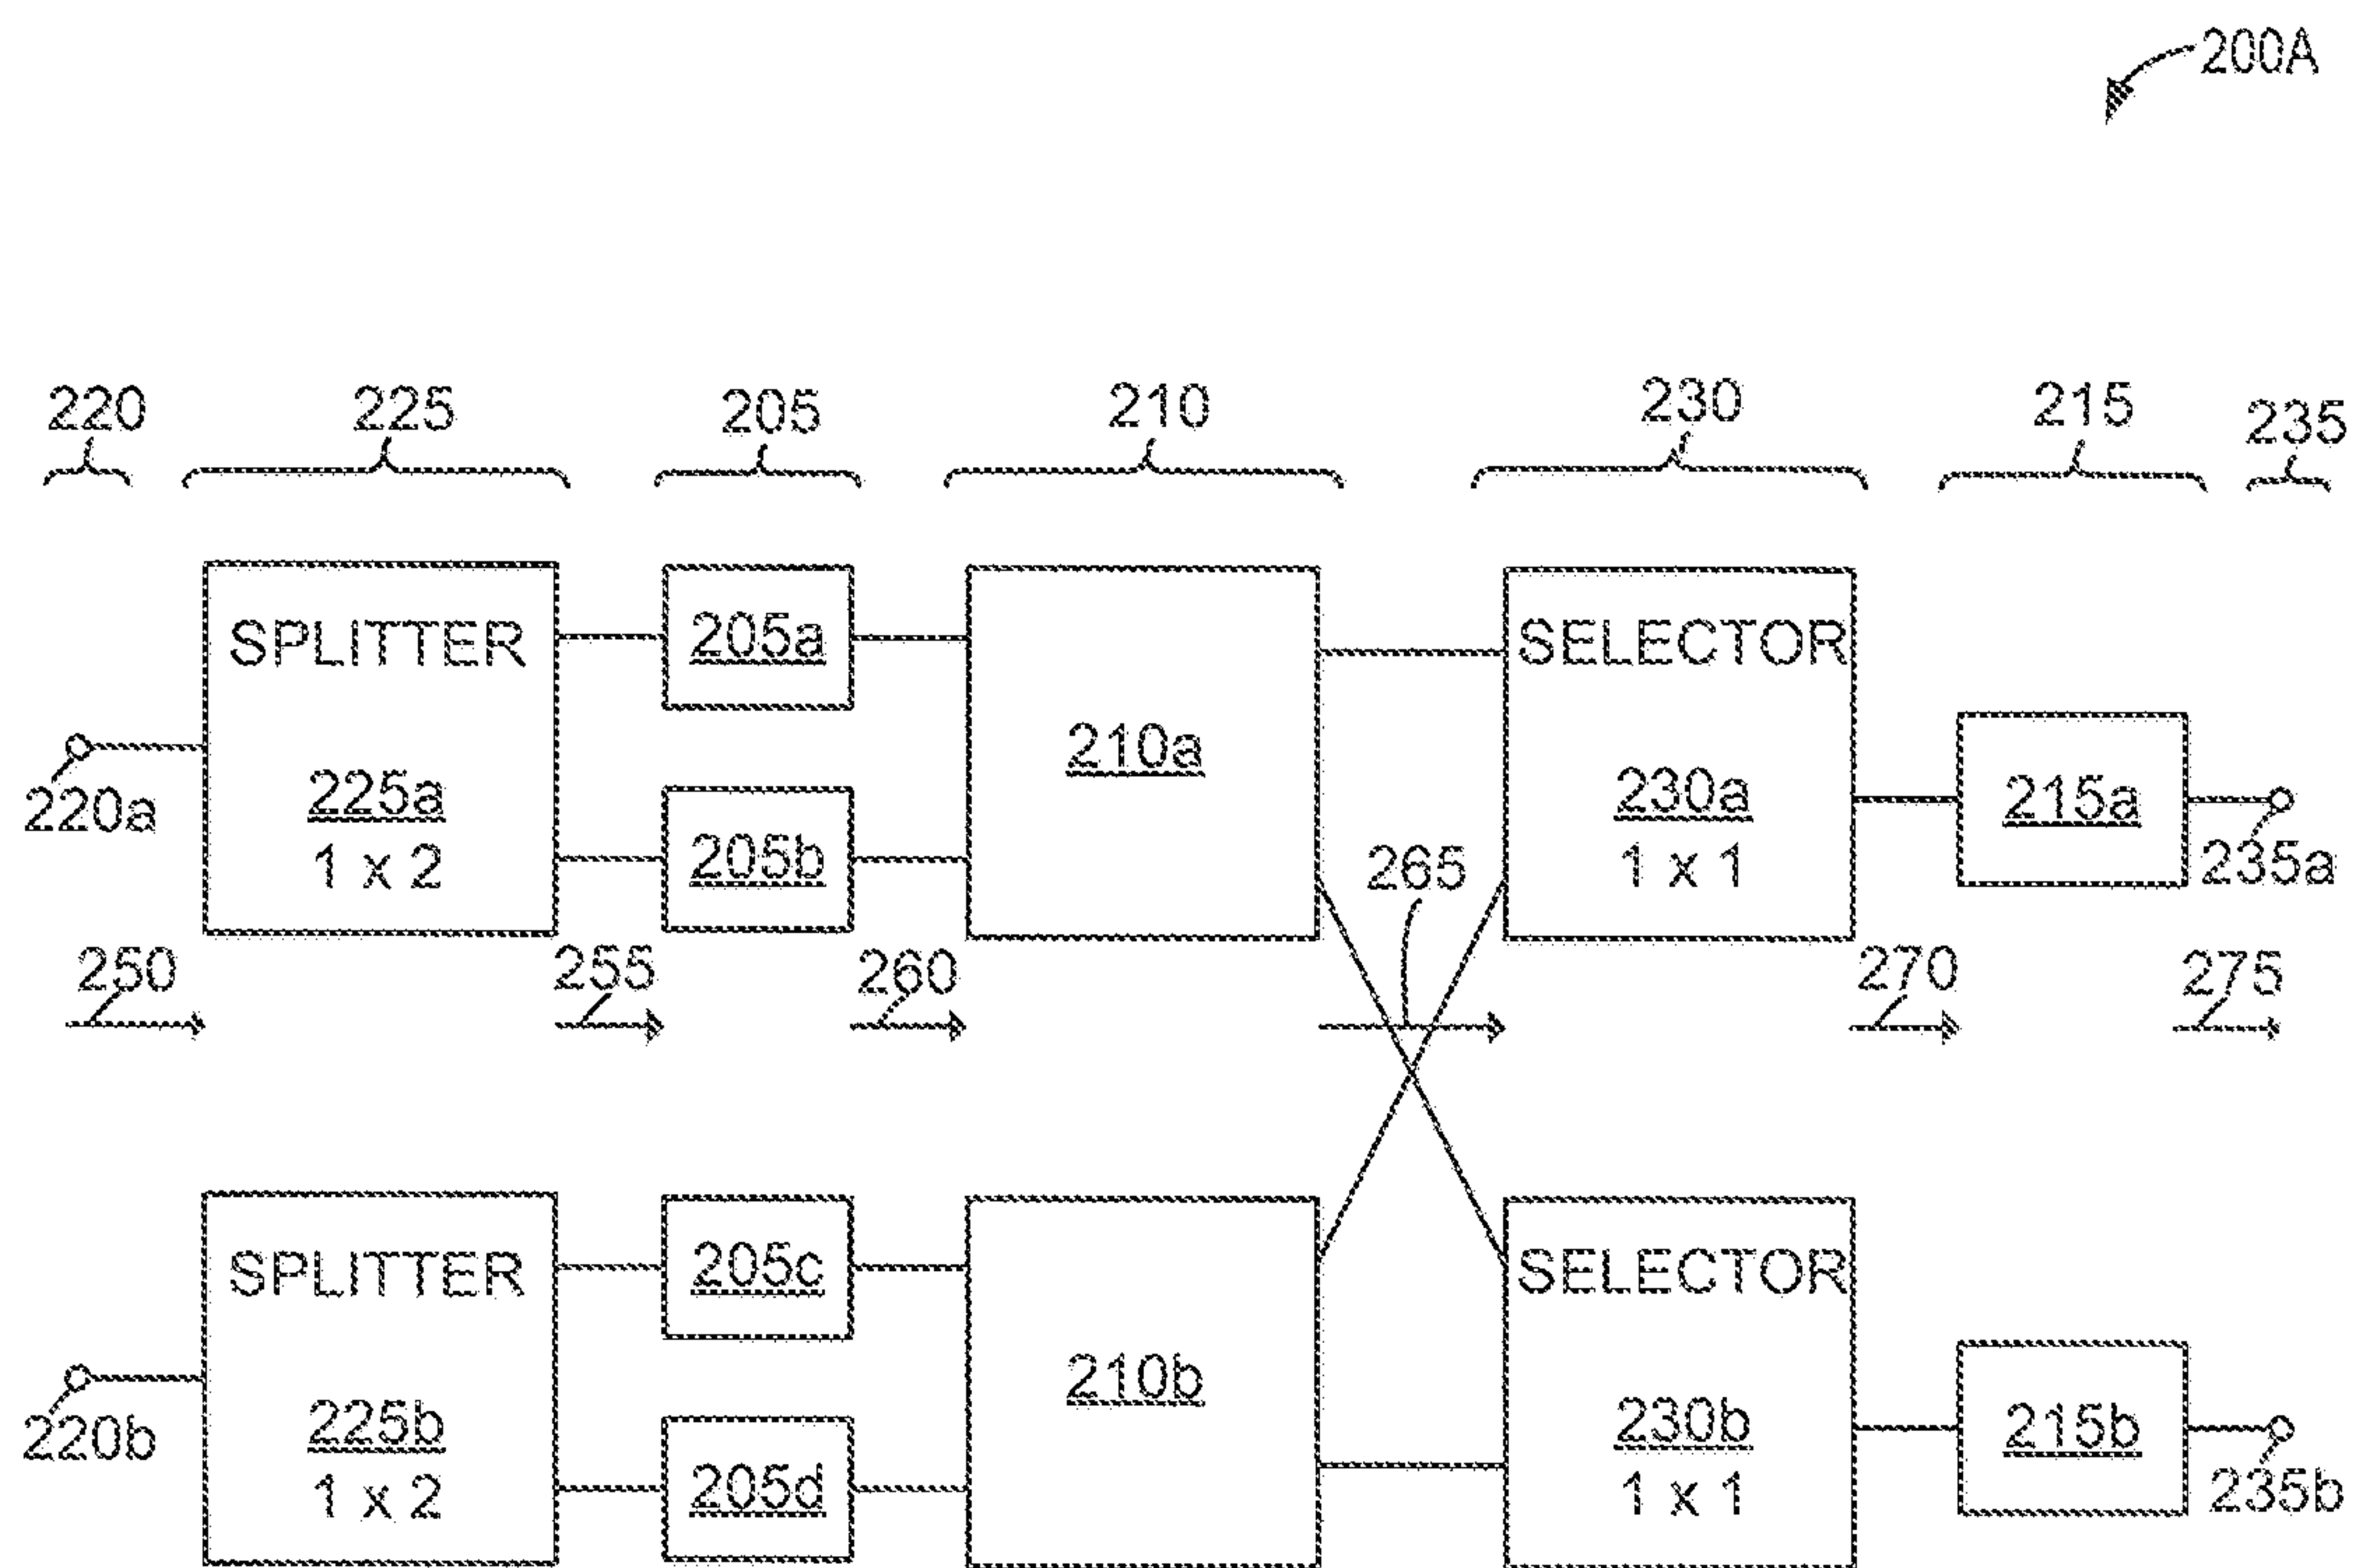 200A
220 225 205 210 230 215 235
SPLITTER
225a
1 x 2
205a
205b
210a
SELECTOR
230a
1 x 1
215a
220a
235a
250 255 260 265 270 275
SPLITTER
225b
1 x 2
205c
205d
210b
SELECTOR
230b
1 x 1
215b
220b
235b